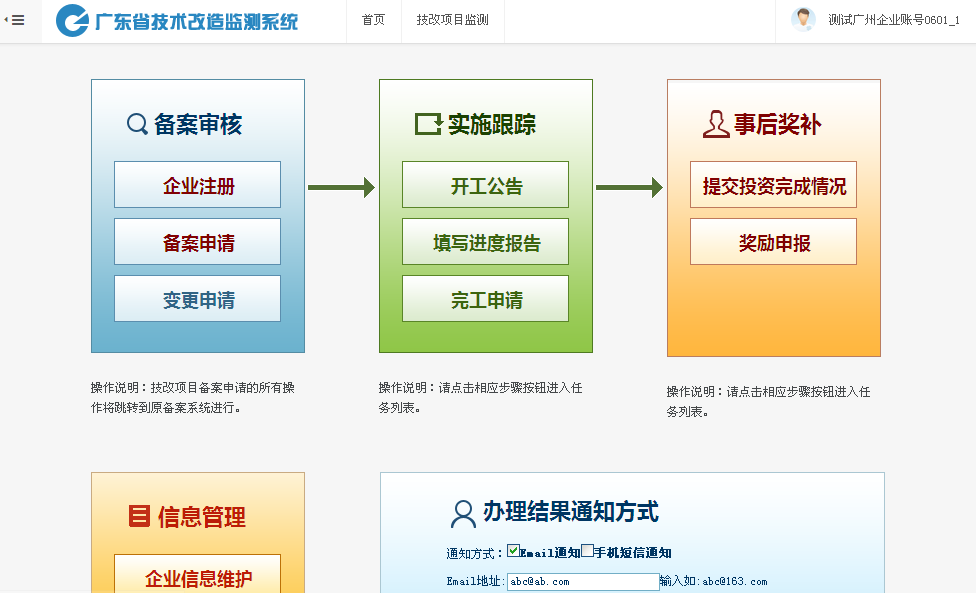 广东省技术改造监测系统
首页
技改项目监测
测试广州企业账号0601_1
备案审核
企业注册
备案申请
变更申请
操作说明：技改项目备案申请的所有操
作将跳转到原备案系统进行。
实施跟踪
开工公告
填写进度报告
完工申请
操作说明：请点击相应步骤按钮进入任
务列表。
事后奖补
提交投资完成情况
奖励申报
操作说明：请点击相应步骤按钮进入任
务列表。
信息管理
企业信息维护
办理结果通知方式
通知方式：Email通知 手机短信通知
Email地址: abc@ab.com 输入如:abc@163.com